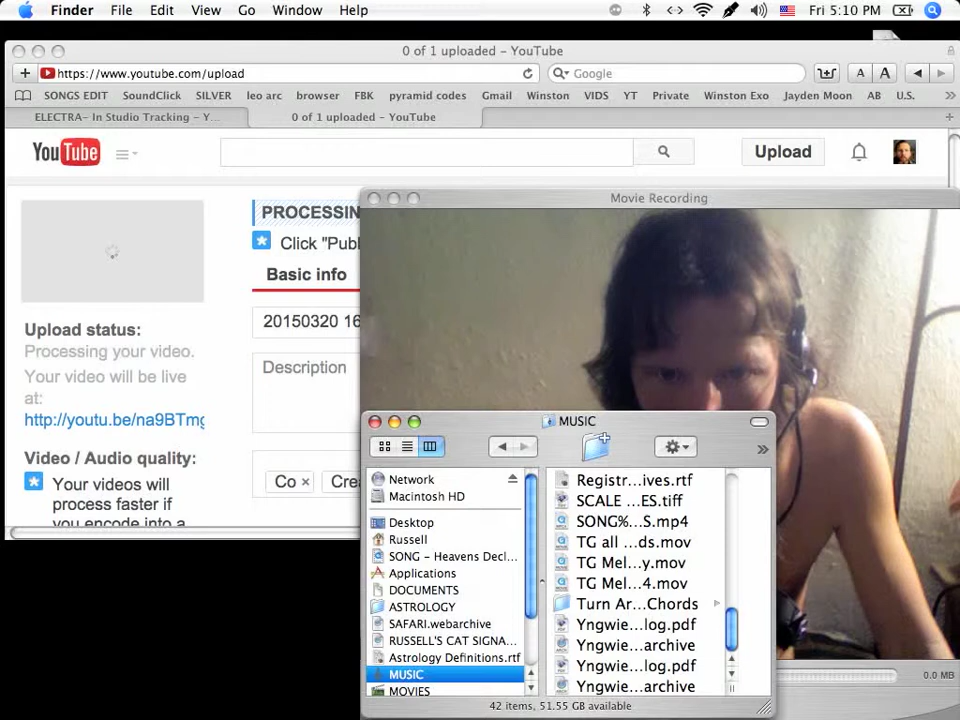 Finder File Edit View Go Window Help Fri 5:10 PM
0 of 1 uploaded – YouTube
https://www.youtube.com/upload Google A A
SONGS EDIT SoundClick SILVER leo arc browser FBK pyramid codes Gmail Winston VIDS YT Private Winston Exo Jayden Moon AB U.S. >>
ELECTRA- In Studio Tracking – Y... 0 of 1 uploaded – YouTube
YouTube Upload
Movie Recording
PROCESSIN
Click "Publ
Basic info
20150320 16
Upload status:
Processing your video.
Description
Your video will be live
at:
http://youtu.be/na9BTm
Video / Audio quality:
Co × Crea
Your videos will
process faster if
you encode into a
MUSIC
Network
Macintosh HD
Desktop
Russell
SONG – Heavens Decl...
Applications
DOCUMENTS
ASTROLOGY
SAFARI.webarchive
RUSSELL'S CAT SIGNA...
Astrology Definitions.rtf
MUSIC
MOVIES
Registr...ives.rtf
SCALE ...ES.tiff
SONG%...S.mp4
TG all ...ds.mov
TG Mel...y.mov
TG Mel...4.mov
Turn Ar...Chords
Yngwie...log.pdf
Yngwie...archive
Yngwie...log.pdf
Yngwie...archive
0.0 MB
42 items, 51.55 GB available